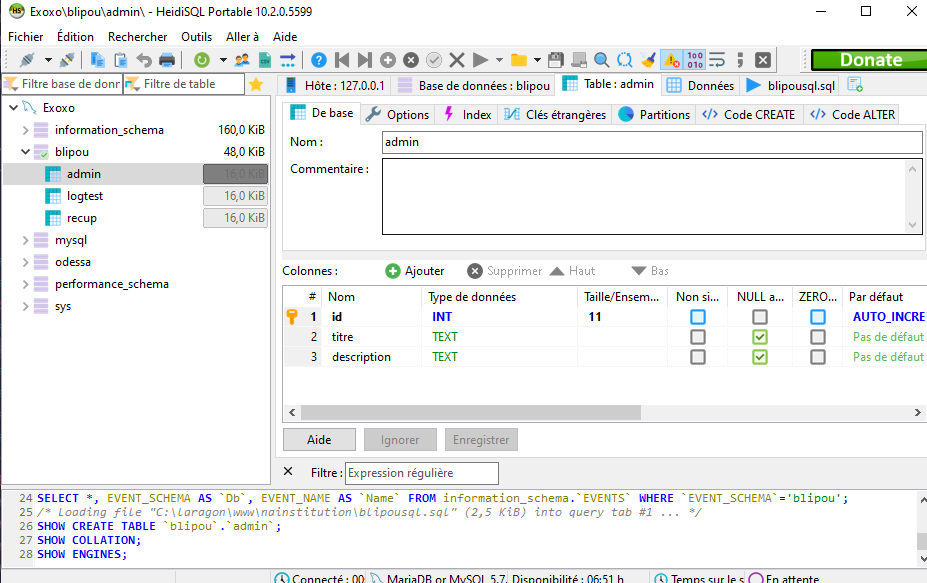 Exoxo\blipou\admin\ - HeidiSQL Portable 10.2.0.5599
Fichier Édition Rechercher Outils Aller à Aide
Donate
Filtre base de donr Filtre de table
Hôte : 127.0.0.1 Base de données : blipou Table : admin Données blipousql.sql
Exoxo
information_schema 160,0 KiB
blipou 48,0 KiB
admin 16,0 KiB
logtest 16,0 KiB
recup 16,0 KiB
mysql
odessa
performance_schema
sys
De base Options Index Clés étrangères Partitions Code CREATE Code ALTER
Nom : admin
Commentaire :
Colonnes : Ajouter Supprimer Haut Bas
# Nom Type de données Taille/Ensem... Non si... NULL a... ZERO... Par défaut
1 id INT 11 AUTO_INCRE
2 titre TEXT Pas de défaut
3 description TEXT Pas de défaut
Aide Ignorer Enregistrer
Filtre : Expression régulière
24 SELECT *, EVENT_SCHEMA AS `Db`, EVENT_NAME AS `Name` FROM information_schema.`EVENTS` WHERE `EVENT_SCHEMA`='blipou';
25 /* Loading file "C:\laragon\www\nainstitution\blipousql.sql" (2,5 KiB) into query tab #1 ... */
26 SHOW CREATE TABLE `blipou`.`admin`;
27 SHOW COLLATION;
28 SHOW ENGINES;
Connecté : 00: MariaDB or MySQL 5.7. Disponibilité : 06:51 h Temps sur le s En attente